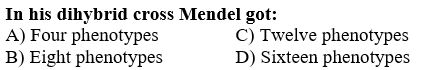 In his dihybrid cross Mendel got:
A) Four phenotypes C) Twelve phenotypes
B) Eight phenotypes D) Sixteen phenotypes